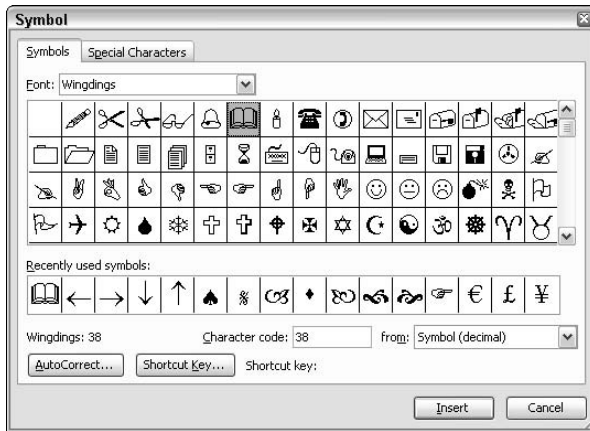 Symbol
Symbols Special Characters
Font: Wingdings
Recently used symbols:
€ £ ¥
Wingdings: 38 Character code: 38 from: Symbol (decimal)
AutoCorrect... Shortcut Key... Shortcut key:
Insert Cancel